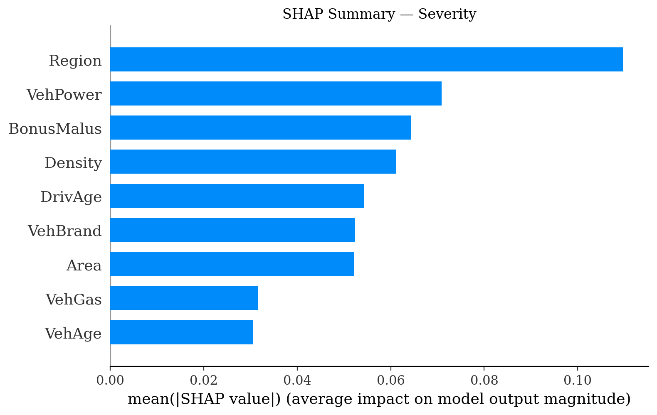 SHAP Summary — Severity
Region
VehPower
BonusMalus
Density
DrivAge
VehBrand
Area
VehGas
VehAge
0.00 0.02 0.04 0.06 0.08 0.10
mean(|SHAP value|) (average impact on model output magnitude)